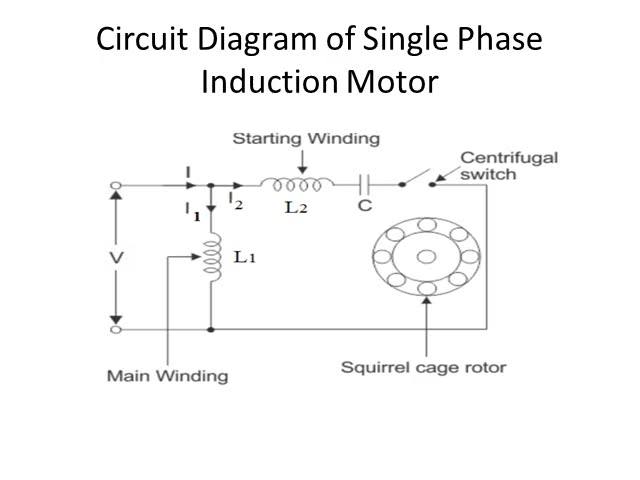 Circuit Diagram of Single Phase
Induction Motor
Starting Winding
Centrifugal
switch
I
I1
I2
L2
C
V
L1
Main Winding
Squirrel cage rotor